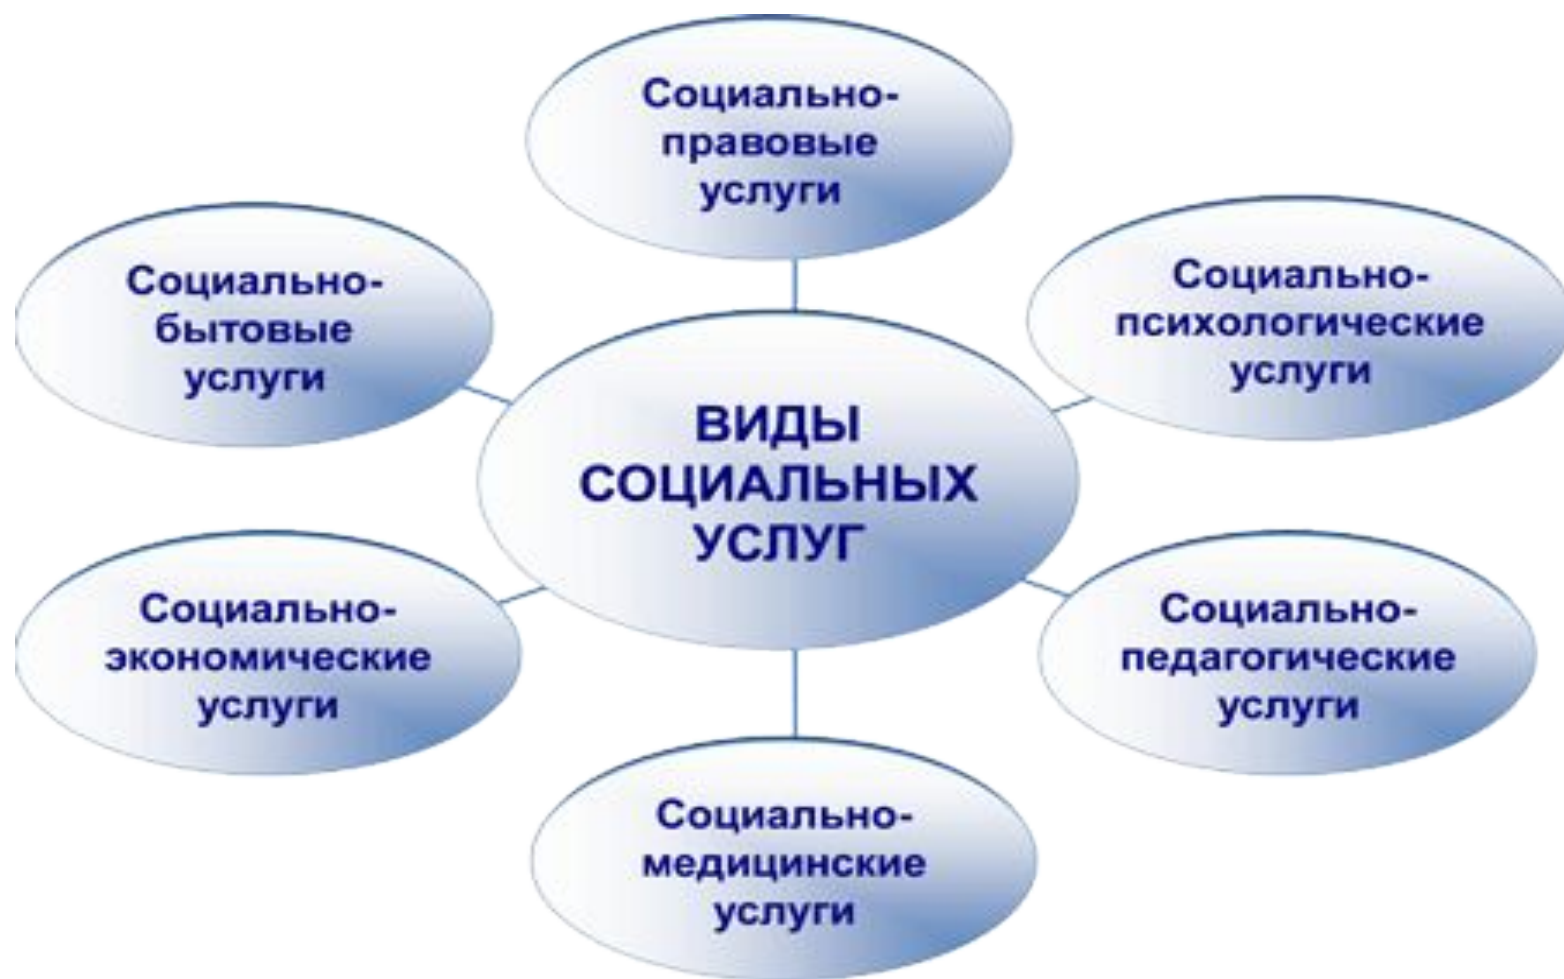 Социально-
правовые
услуги
Социально-
бытовые
услуги
Социально-
психологические
услуги
ВИДЫ
СОЦИАЛЬНЫХ
УСЛУГ
Социально-
экономические
услуги
Социально-
педагогические
услуги
Социально-
медицинские
услуги